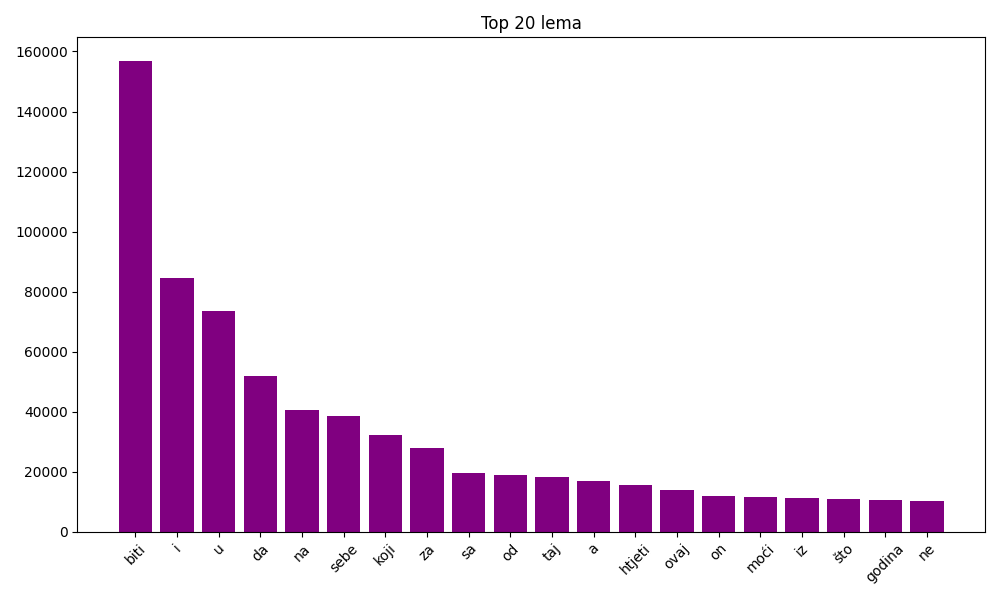 Top 20 lema
160000
140000
120000
100000
80000
60000
40000
20000
0
biti
i
u
da
na
sebe
koji
za
sa
od
taj
a
htjeti
ovaj
on
moći
iz
što
godina
ne